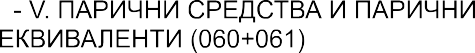 - V. ПАРИЧНИ СРЕДСТВА И ПАРИЧНИ
ЕКВИВАЛЕНТИ (060+061)